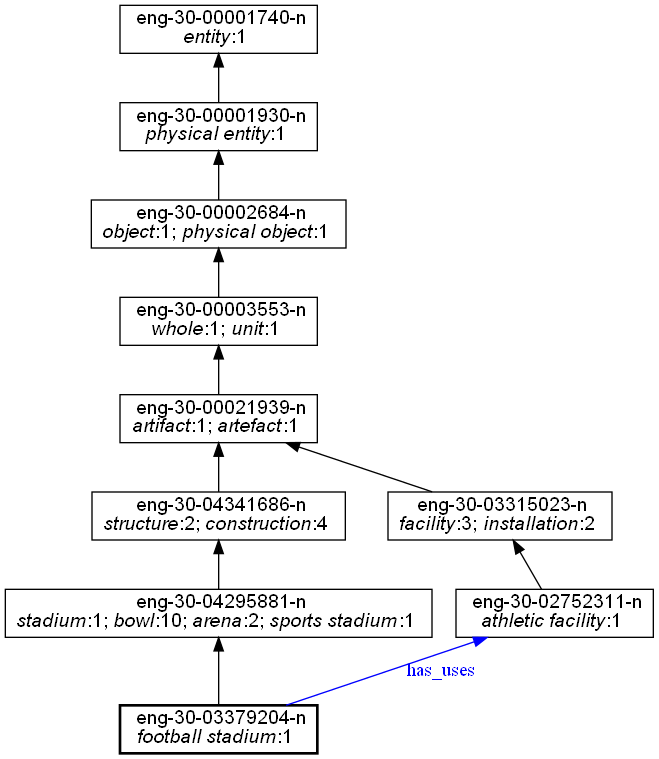 eng-30-00001740-n
entity:1
eng-30-00001930-n
physical entity:1
eng-30-00002684-n
object:1; physical object:1
eng-30-00003553-n
whole:1; unit:1
eng-30-00021939-n
artifact:1; artefact:1
eng-30-04341686-n
structure:2; construction:4
eng-30-03315023-n
facility:3; installation:2
eng-30-04295881-n
stadium:1; bowl:10; arena:2; sports stadium:1
eng-30-02752311-n
athletic facility:1
has_uses
eng-30-03379204-n
football stadium:1